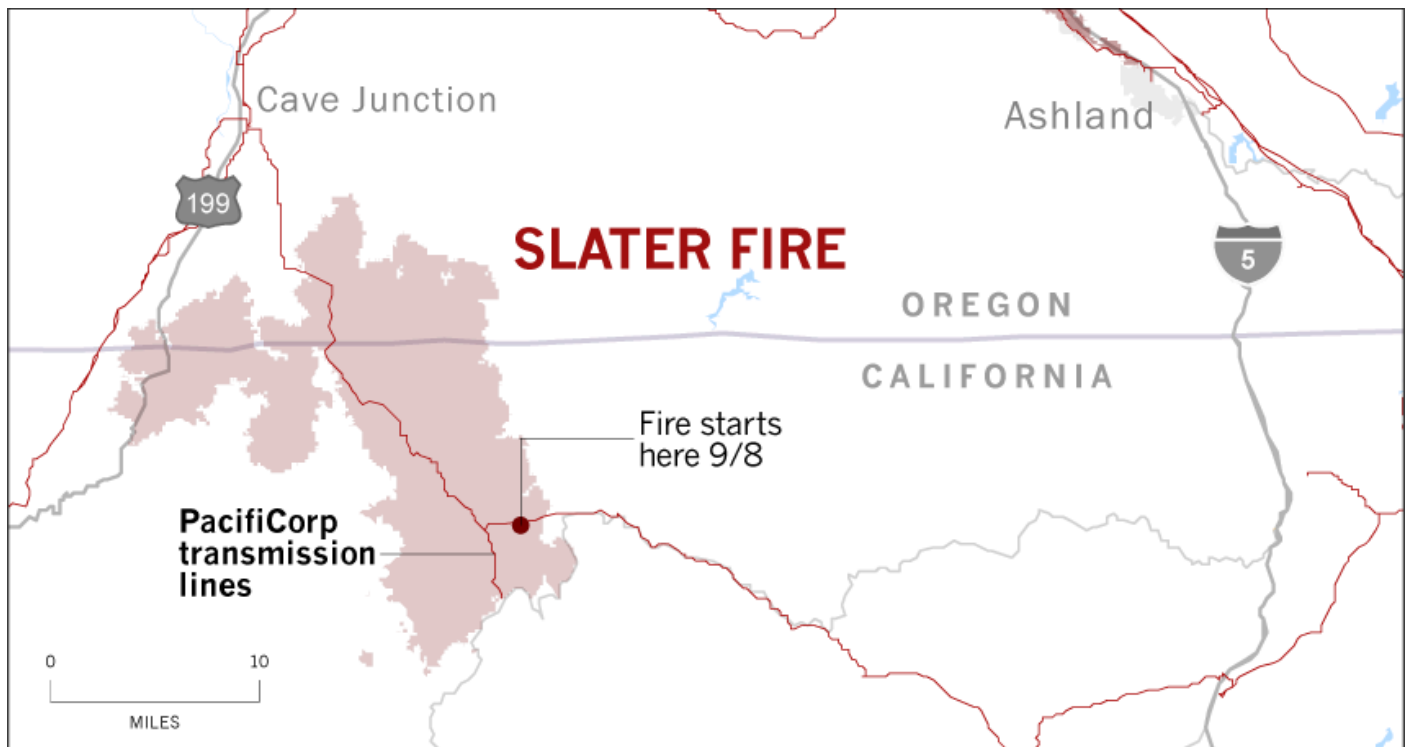 Cave Junction
Ashland
199
SLATER FIRE
5
OREGON
CALIFORNIA
Fire starts
here 9/8
PacifiCorp
transmission
lines
0 10
MILES